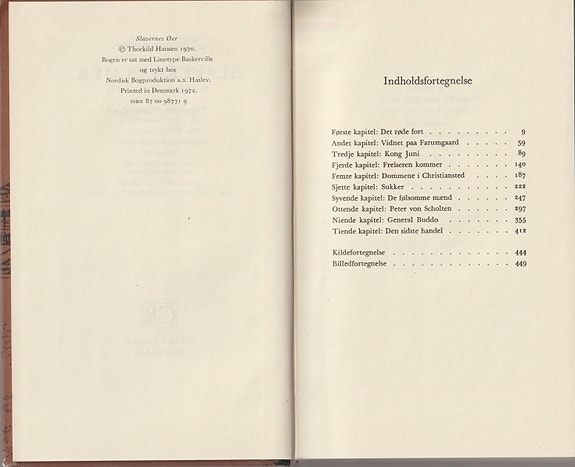 Slavernes Øer
© Thorkild Hansen 1970.
Bogen er sat med Linotype Baskerville
og trykt hos
Nordisk Bogproduktion A.S. Haslev.
Printed in Denmark 1972.
ISBN 87 00 98771 9
Indholdsfortegnelse
Første kapitel: Det røde fort . . . . . . . . . 9
Andet kapitel: Vidnet paa Farumgaard . . . . . 59
Tredje kapitel: Kong Juni . . . . . . . . . 89
Fjerde kapitel: Frelseren kommer . . . . . . . 140
Femte kapitel: Dommene i Christiansted . . . . 187
Sjette kapitel: Sukker . . . . . . . . . . 222
Syvende kapitel: De følsomme mænd . . . . . 247
Ottende kapitel: Peter von Scholten . . . . . . 297
Niende kapitel: General Buddo . . . . . . . 355
Tiende kapitel: Den sidste handel . . . . . . . 412
Kildefortegnelse . . . . . . . . . . . . 444
Billedfortegnelse . . . . . . . . . . . . 449